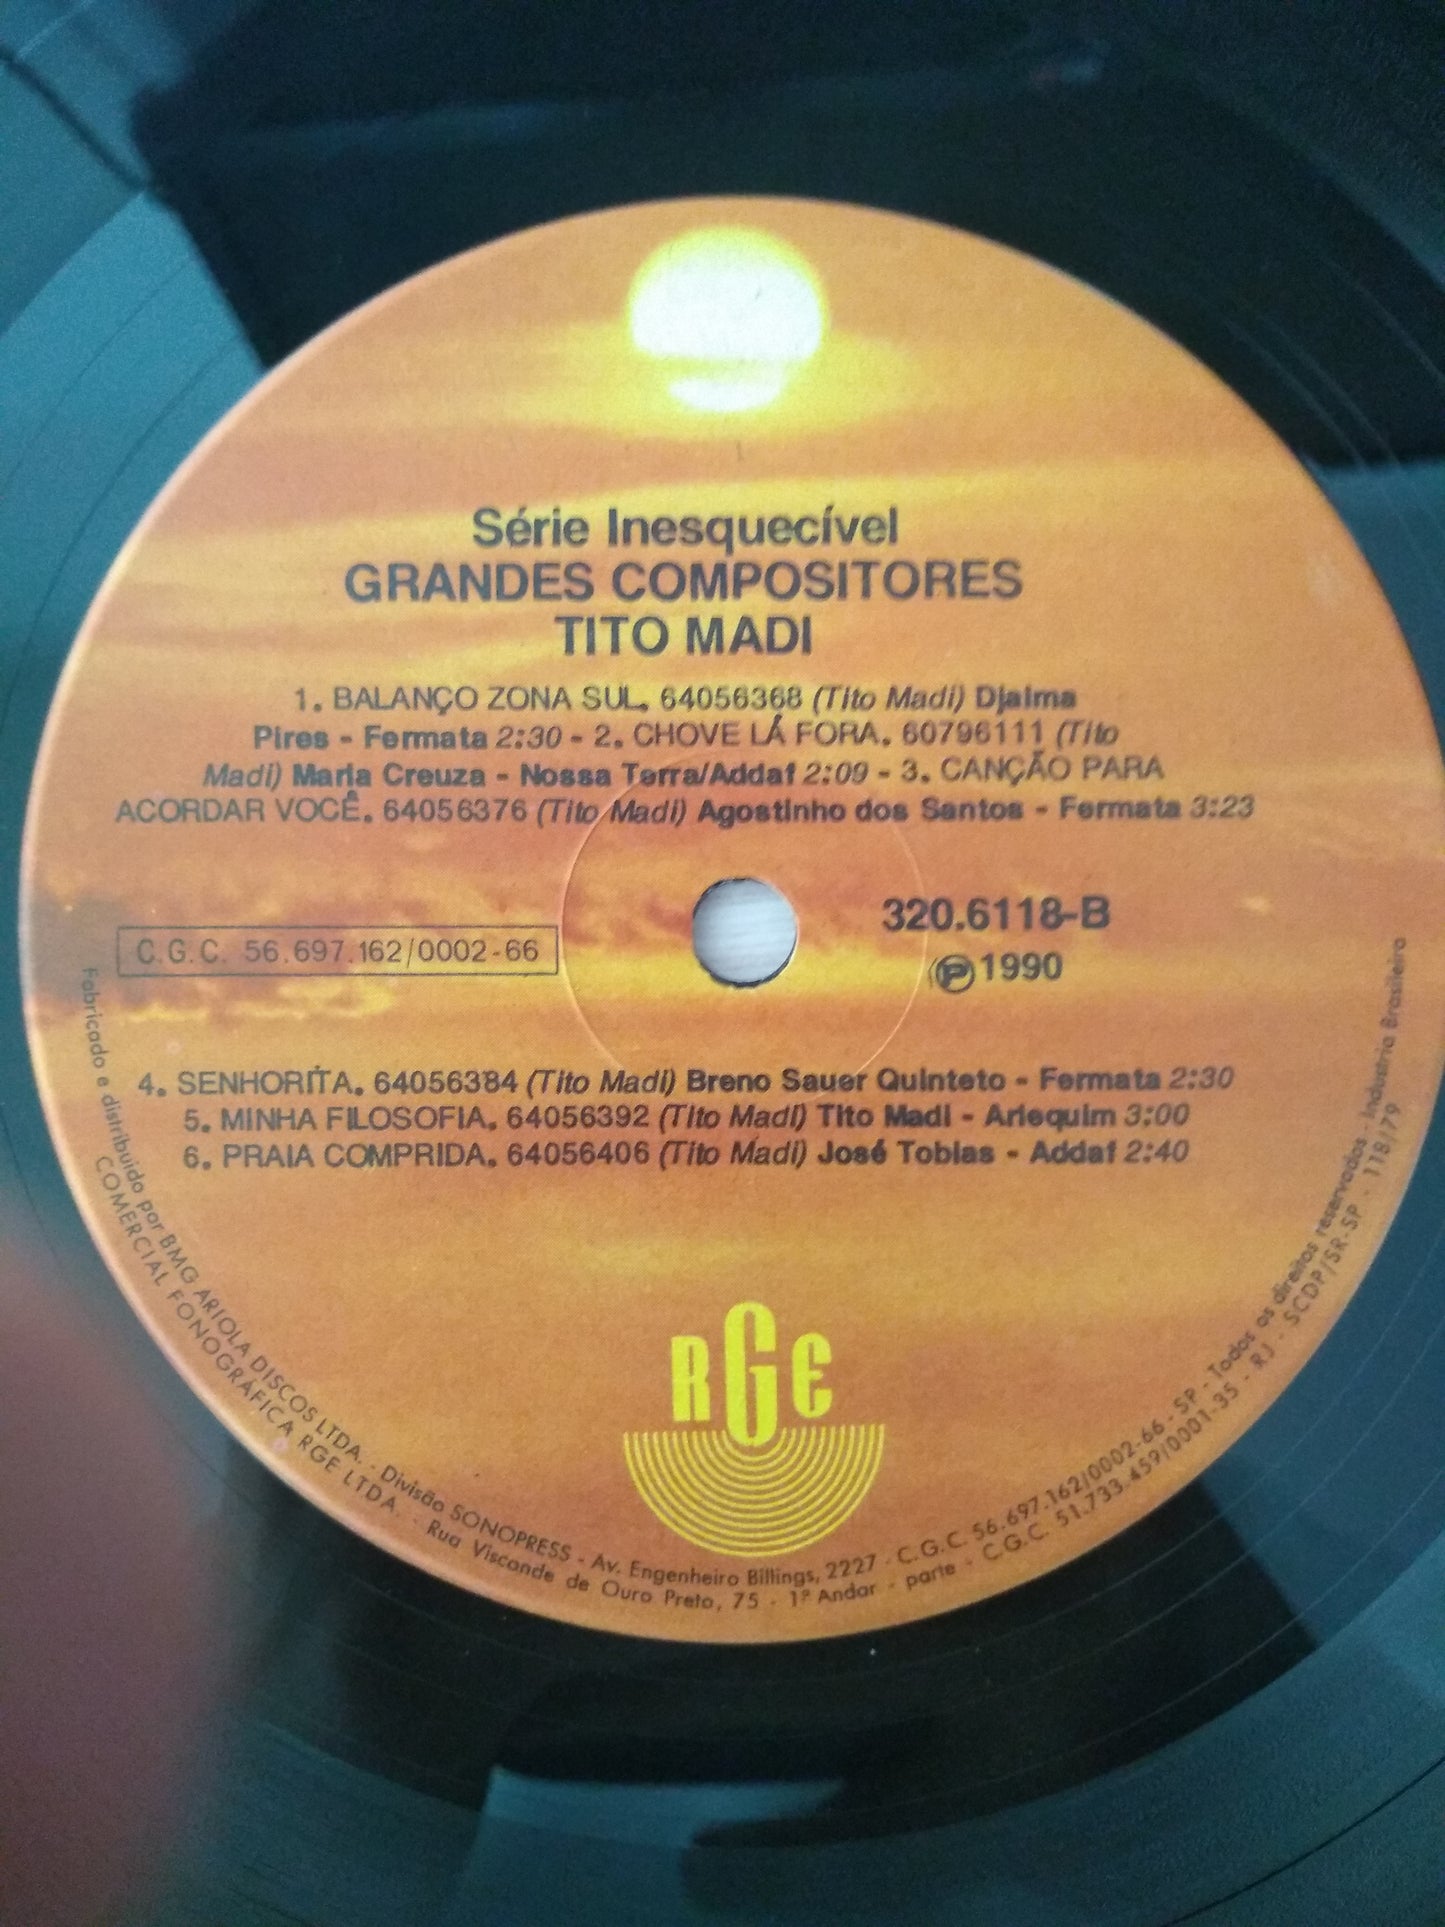 Série Inesquecível
GRANDES COMPOSITORES
TITO MADI
1. BALANÇO ZONA SUL. 64056368 (Tito Madi) Djalma
Pires - Fermata 2:30 - 2. CHOVE LÁ FORA. 60796111 (Tito
Madi) Maria Creuza - Nossa Terra/Addaf 2:09 - 3. CANÇÃO PARA
ACORDAR VOCÊ. 64056376 (Tito Madi) Agostinho dos Santos - Fermata 3:23
C.G.C. 56.697.162/0002-66
320.6118-B
Ⓟ 1990
4. SENHORITA. 64056384 (Tito Madi) Breno Sauer Quinteto - Fermata 2:30
5. MINHA FILOSOFIA. 64056392 (Tito Madi) Tito Madi - Arlequim 3:00
6. PRAIA COMPRIDA. 64056406 (Tito Madi) José Tobias - Addaf 2:40
RGE
Fabricado e distribuído por BMG ARIOLA DISCOS LTDA. - Divisão SONOPRESS - Av. Engenheiro Billings, 2227 - C.G.C. 56.697.162/0002-66 - SP - Todos os direitos reservados - Industria Brasileira
COMERCIAL FONOGRÁFICA RGE LTDA. - Rua Visconde de Ouro Preto, 75 - 1º Andar - parte - C.G.C. 51.733.459/0001-35 - RJ - SCDP/SR-SP - 118/79